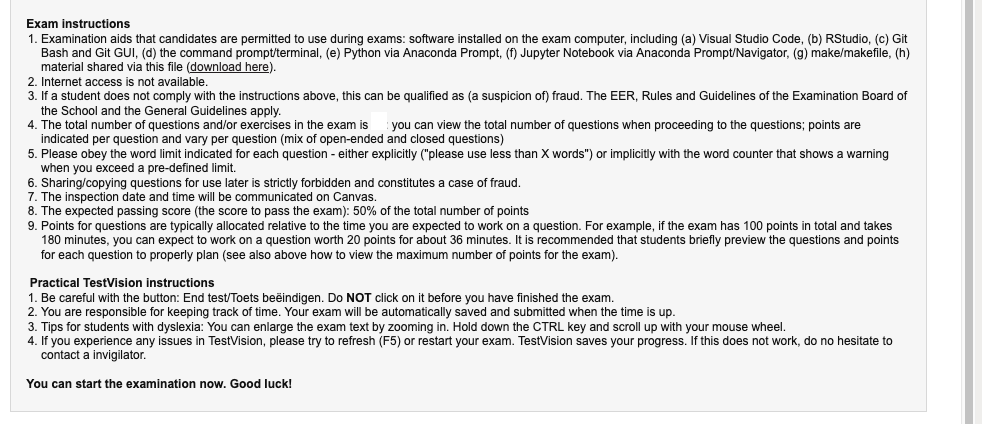 Exam instructions
1. Examination aids that candidates are permitted to use during exams: software installed on the exam computer, including (a) Visual Studio Code, (b) RStudio, (c) Git
Bash and Git GUI, (d) the command prompt/terminal, (e) Python via Anaconda Prompt, (f) Jupyter Notebook via Anaconda Prompt/Navigator, (g) make/makefile, (h)
material shared via this file (download here).
2. Internet access is not available.
3. If a student does not comply with the instructions above, this can be qualified as (a suspicion of) fraud. The EER, Rules and Guidelines of the Examination Board of
the School and the General Guidelines apply.
4. The total number of questions and/or exercises in the exam is : you can view the total number of questions when proceeding to the questions; points are
indicated per question and vary per question (mix of open-ended and closed questions)
5. Please obey the word limit indicated for each question - either explicitly ("please use less than X words") or implicitly with the word counter that shows a warning
when you exceed a pre-defined limit.
6. Sharing/copying questions for use later is strictly forbidden and constitutes a case of fraud.
7. The inspection date and time will be communicated on Canvas.
8. The expected passing score (the score to pass the exam): 50% of the total number of points
9. Points for questions are typically allocated relative to the time you are expected to work on a question. For example, if the exam has 100 points in total and takes
180 minutes, you can expect to work on a question worth 20 points for about 36 minutes. It is recommended that students briefly preview the questions and points
for each question to properly plan (see also above how to view the maximum number of points for the exam).
Practical TestVision instructions
1. Be careful with the button: End test/Toets beëindigen. Do NOT click on it before you have finished the exam.
2. You are responsible for keeping track of time. Your exam will be automatically saved and submitted when the time is up.
3. Tips for students with dyslexia: You can enlarge the exam text by zooming in. Hold down the CTRL key and scroll up with your mouse wheel.
4. If you experience any issues in TestVision, please try to refresh (F5) or restart your exam. TestVision saves your progress. If this does not work, do no hesitate to
contact a invigilator.
You can start the examination now. Good luck!